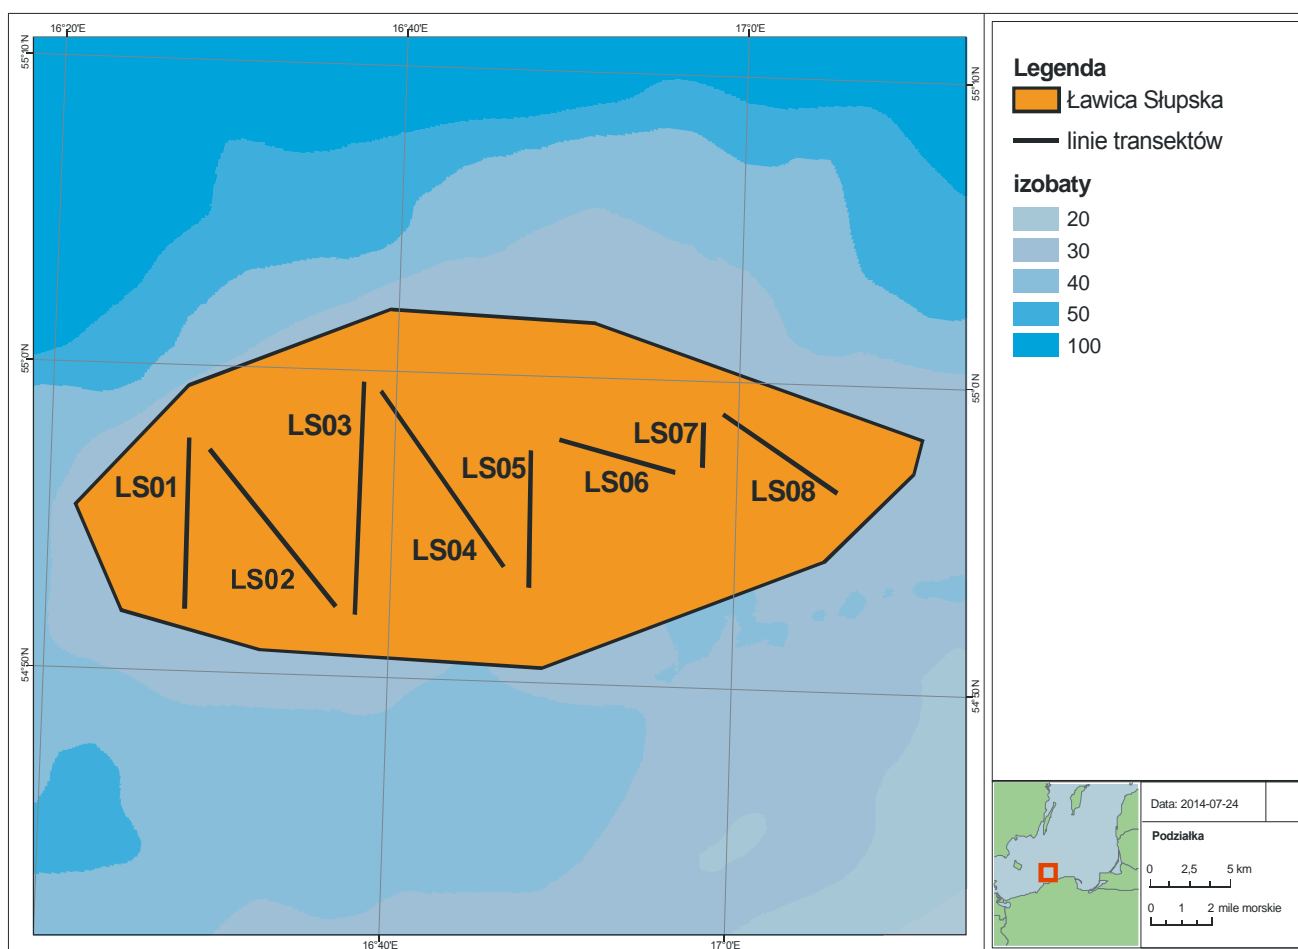 16°20'E 16°40'E 17°0'E
55°10'N
55°10'N
55°0'N
55°0'N
54°50'N
54°50'N
16°40'E 17°0'E
LS01
LS02
LS03
LS04
LS05
LS06
LS07
LS08
Legenda
Ławica Słupska
linie transektów
izobaty
20
30
40
50
100
Data: 2014-07-24
Podziałka
0 2,5 5 km
0 1 2 mile morskie